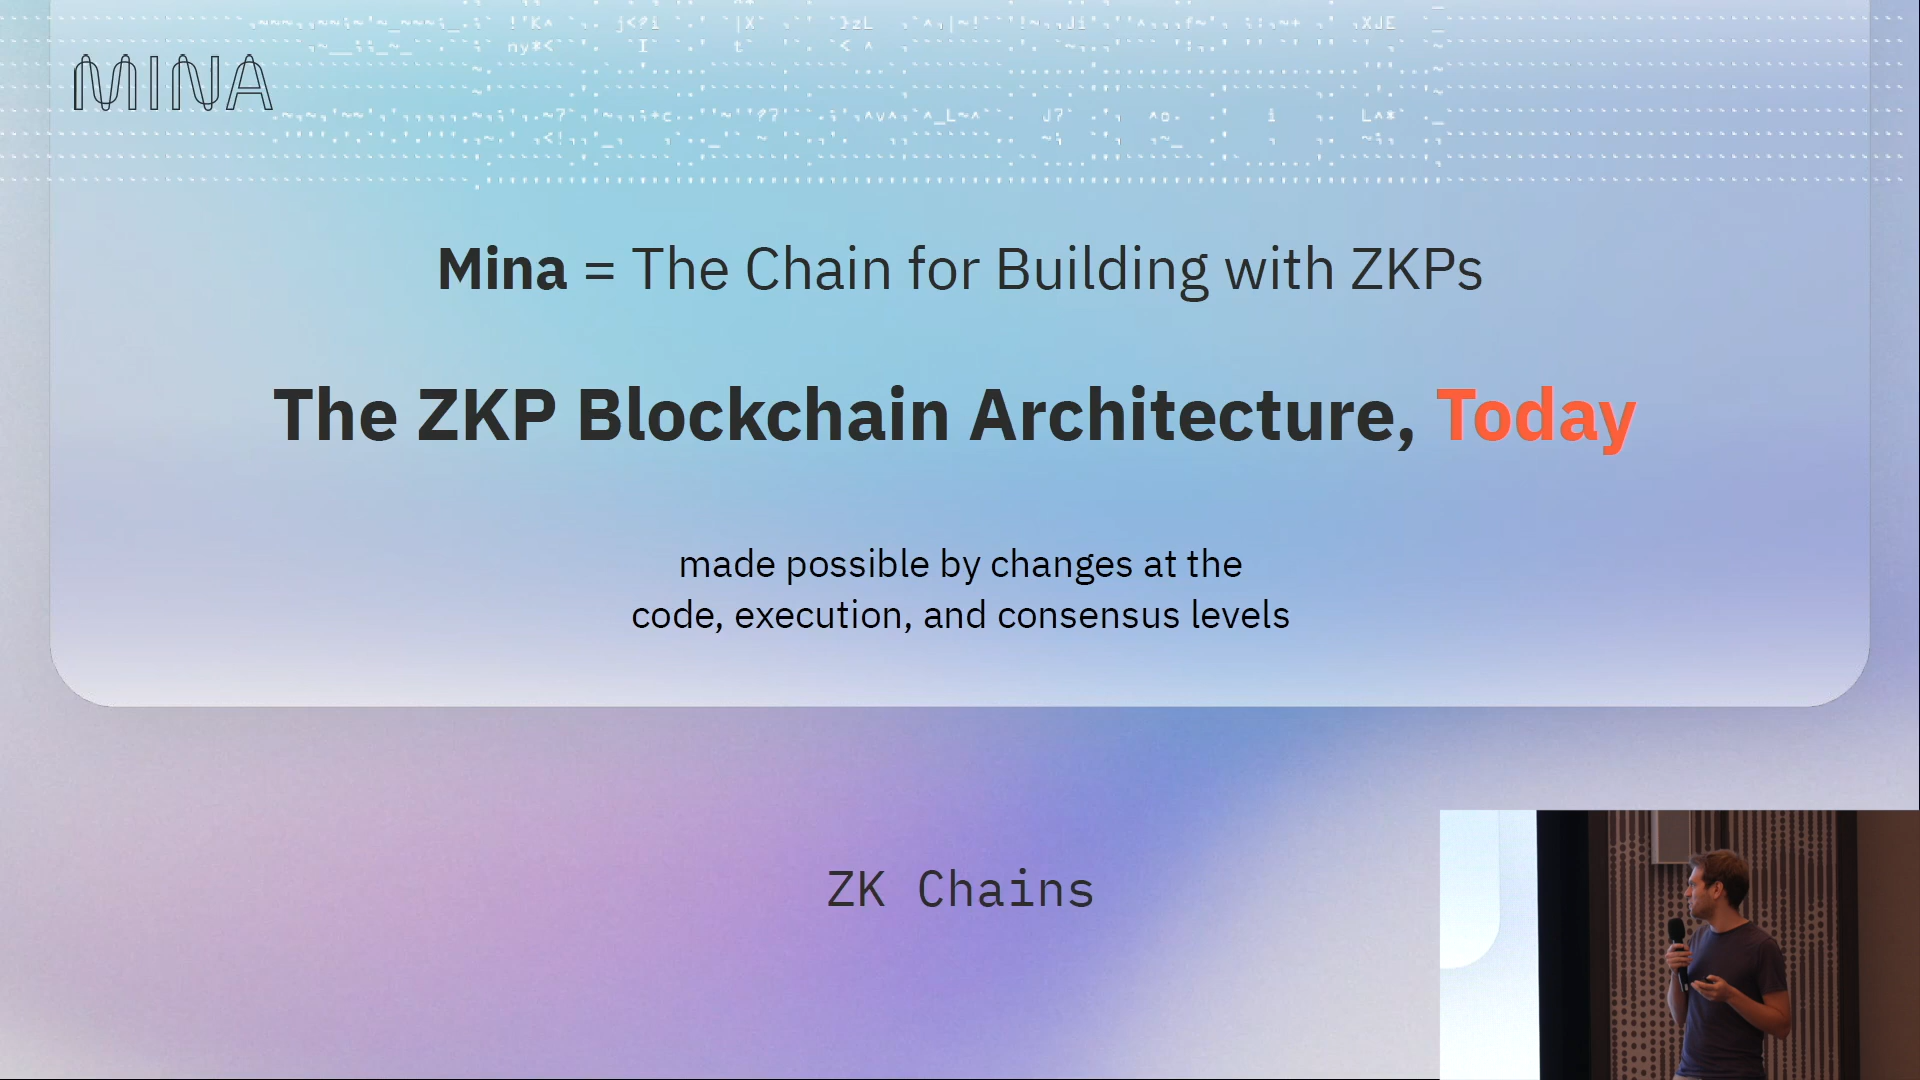 MINA
Mina = The Chain for Building with ZKPs
The ZKP Blockchain Architecture, Today
made possible by changes at the
code, execution, and consensus levels
ZK Chains